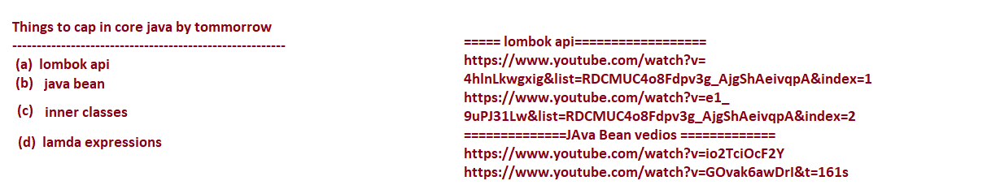 Things to cap in core java by tommorrow
--------------------------------------------------------
(a) lombok api
(b) java bean
(c) inner classes
(d) lamda expressions
===== lombok api==================
https://www.youtube.com/watch?v=
4hlnLkwgxig&list=RDCMUC4o8Fdpv3g_AjgShAeivqpA&index=1
https://www.youtube.com/watch?v=e1_
9uPJ31Lw&list=RDCMUC4o8Fdpv3g_AjgShAeivqpA&index=2
==============JAva Bean vedios =============
https://www.youtube.com/watch?v=io2TciOcF2Y
https://www.youtube.com/watch?v=GOvak6awDrI&t=161s